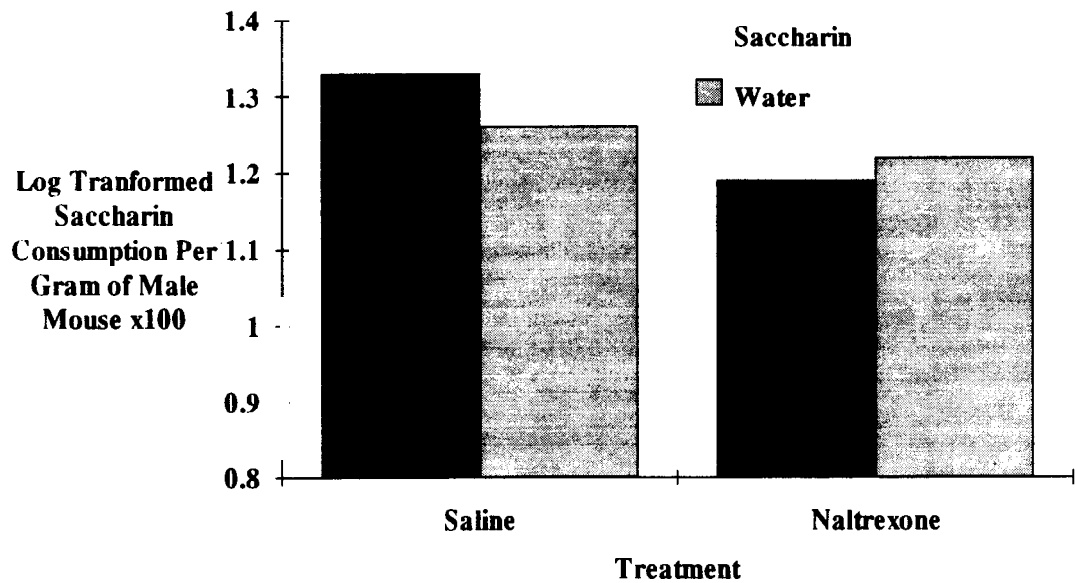 1.4
1.3
1.2
1.1
1
0.9
0.8
Log Tranformed
Saccharin
Consumption Per
Gram of Male
Mouse x100
Saccharin
Water
Saline
Naltrexone
Treatment